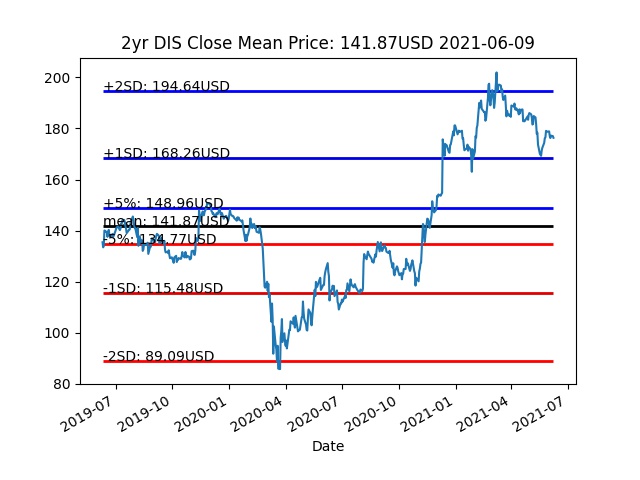 2yr DIS Close Mean Price: 141.87USD 2021-06-09
200
180
160
140
120
100
80
+2SD: 194.64USD
+1SD: 168.26USD
+5%: 148.96USD
mean: 141.87USD
-5%: 134.77USD
-1SD: 115.48USD
-2SD: 89.09USD
2019-07
2019-10
2020-01
2020-04
2020-07
2020-10
2021-01
2021-04
2021-07
Date